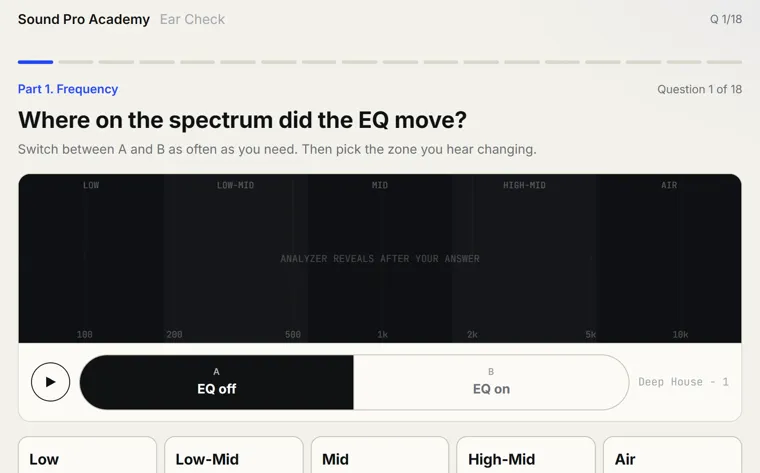 Sound Pro Academy Ear Check Q 1/18
Part 1. Frequency Question 1 of 18
Where on the spectrum did the EQ move?
Switch between A and B as often as you need. Then pick the zone you hear changing.
LOW LOW-MID MID HIGH-MID AIR
ANALYZER REVEALS AFTER YOUR ANSWER
100 200 500 1k 2k 5k 10k
A B
EQ off EQ on Deep House - 1
Low Low-Mid Mid High-Mid Air